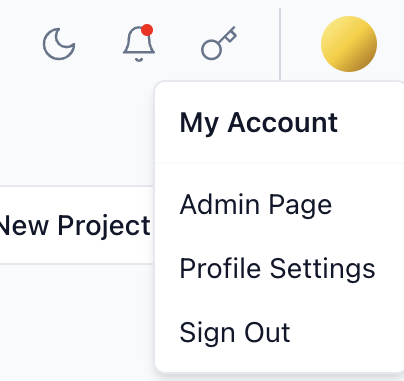 My Account
Admin Page
New Project
Profile Settings
Sign Out